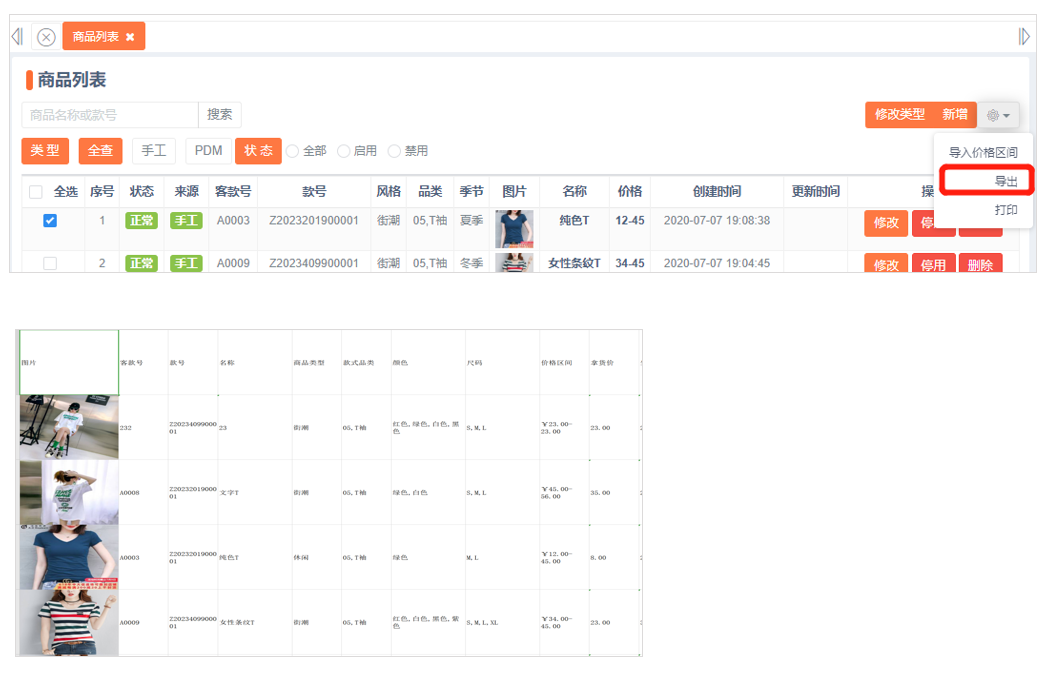 商品列表 ✖
商品列表
商品名称或款号 搜索 修改类型 新增
类型 全查 手工 PDM 状态 全部 启用 禁用
导入价格区间
导出
打印
全选 序号 状态 来源 客款号 款号 风格 品类 季节 图片 名称 价格 创建时间 更新时间
1 正常 手工 A0003 Z2023201900001 街潮 05,T袖 夏季 纯色T 12-45 2020-07-07 19:08:38 修改
2 正常 手工 A0009 Z2023409900001 街潮 05,T袖 冬季 女性条纹T 34-45 2020-07-07 19:04:45 修改 停用 删除
图片 客款号 款号 名称 商品类型 款式品类 颜色 尺码 价格区间 拿货价
232 Z20234099000 23 街潮 05,T袖 红色,绿色,白色,黑 S,M,L ￥23.00- 23.00
01 色 23.00
A0008 Z20232019000 文字T 街潮 05,T袖 绿色,白色 S,M,L ￥45.00- 35.00
01 56.00
A0003 Z20232019000 纯色T 休闲 05,T袖 绿色 M,L ￥12.00- 8.00
01 45.00
A0009 Z20234099000 女性条纹T 街潮 05,T袖 红色,白色,黑色,紫 S,M,L,XL ￥34.00- 23.00
01 色 45.00